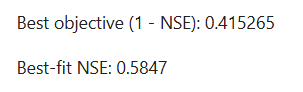 Best objective (1 - NSE): 0.415265
Best-fit NSE: 0.5847